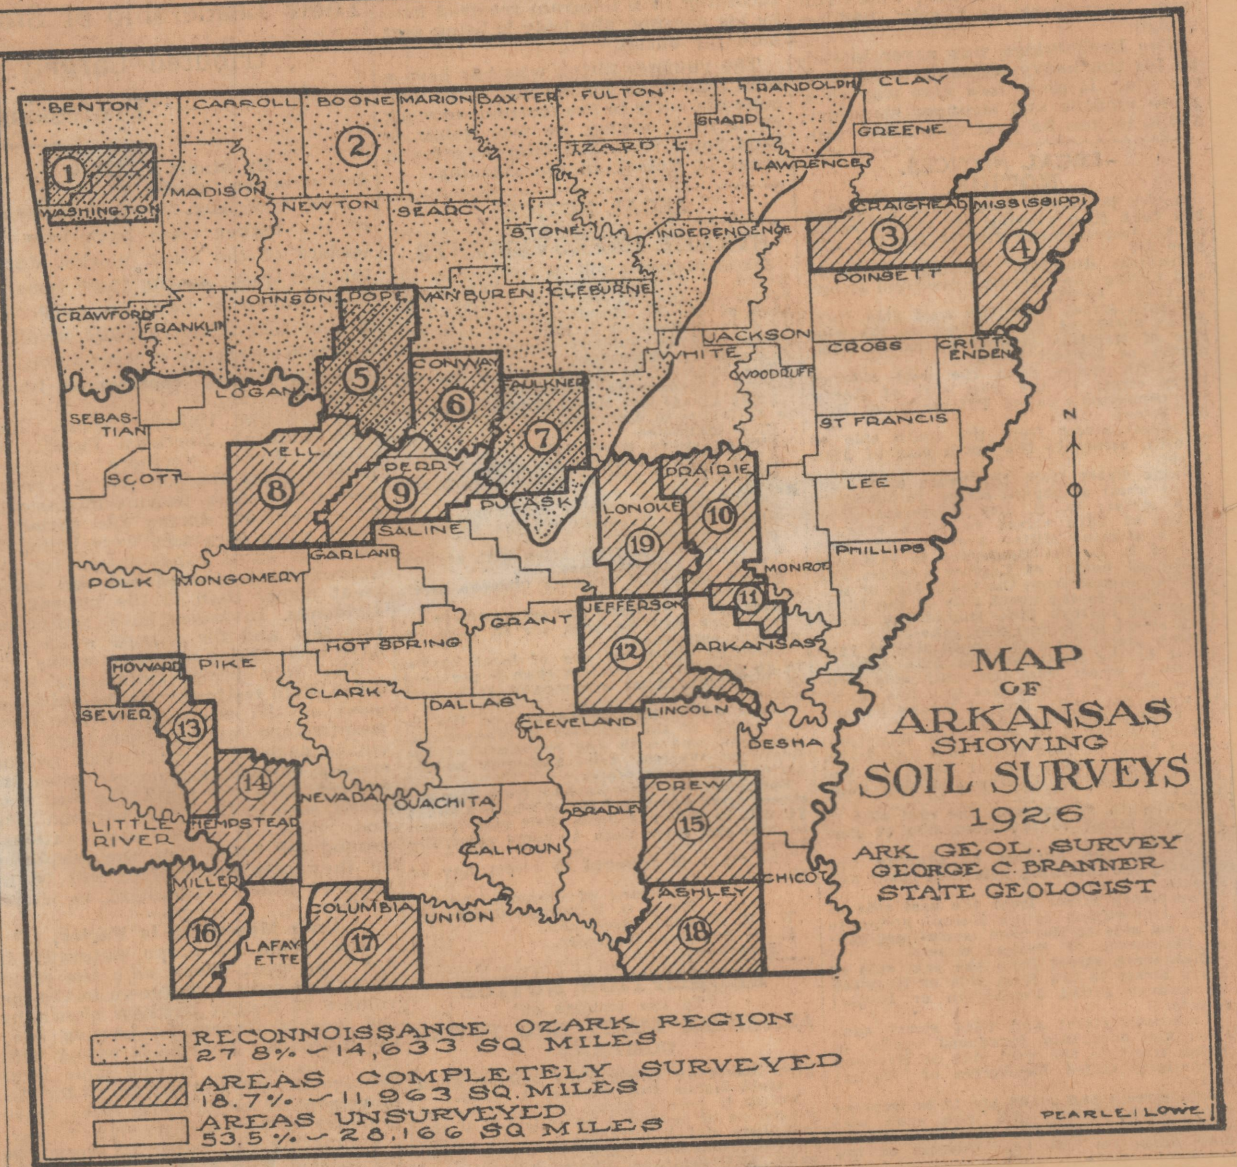 BENTON
CARROLL
BOONE
MARION
BAXTER
FULTON
RANDOLPH
CLAY
SHARP
GREENE
2
IZARD
1
MADISON
LAWRENCE
WASHINGTON
NEWTON
SEARCY
CRAIGHEAD
MISSISSIPPI
STONE
INDEPENDENCE
3
4
POINSETT
JOHNSON
POPE
VAN BUREN
CLEBURNE
CRAWFORD
FRANKLIN
JACKSON
WHITE
CROSS
CRITT-
ENDEN
CONWAY
WOODRUFF
5
FAULKNER
LOGAN
6
SEBAS-
TIAN
ST FRANCIS
7
N
YELL
PERRY
PRAIRIE
SCOTT
8
9
LEE
PULASKI
LONOKE
10
SALINE
19
GARLAND
PHILLIPS
POLK
MONTGOMERY
MONROE
11
JEFFERSON
GRANT
HOT SPRING
12
ARKANSAS
HOWARD
PIKE
CLARK
DALLAS
SEVIER
13
CLEVELAND
LINCOLN
DESHA
14
NEVADA
OUACHITA
DREW
LITTLE
RIVER
HEMPSTEAD
BRADLEY
15
CALHOUN
MILLER
CHICOT
COLUMBIA
UNION
ASHLEY
16
LAFAY-
ETTE
17
18
MAP
OF
ARKANSAS
SHOWING
SOIL SURVEYS
1926
ARK GEOL. SURVEY
GEORGE C. BRANNER
STATE GEOLOGIST
RECONNOISSANCE OZARK REGION
27 8% ~ 14,633 SQ MILES
AREAS COMPLETELY SURVEYED
18.7% ~ 11,963 SQ. MILES
AREAS UNSURVEYED
53.5% ~ 28,166 SQ MILES
PEARLE I LOWE